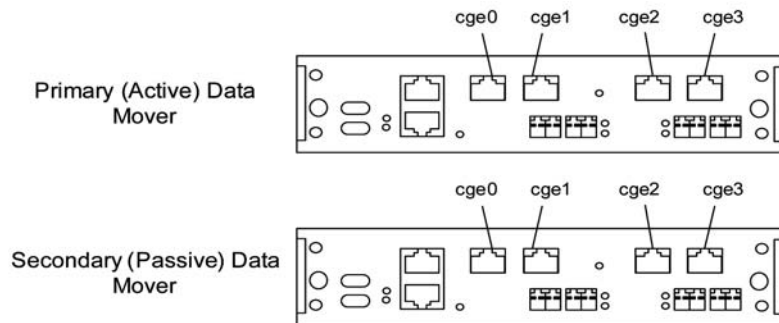 cge0 cge1 cge2 cge3
Primary (Active) Data
Mover
cge0 cge1 cge2 cge3
Secondary (Passive) Data
Mover